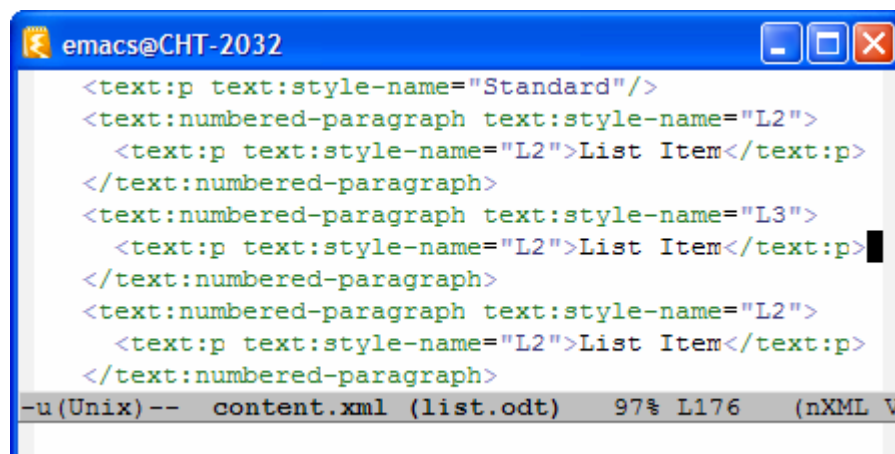 emacs@CHT-2032
<text:p text:style-name="Standard"/>
<text:numbered-paragraph text:style-name="L2">
<text:p text:style-name="L2">List Item</text:p>
</text:numbered-paragraph>
<text:numbered-paragraph text:style-name="L3">
<text:p text:style-name="L2">List Item</text:p>
</text:numbered-paragraph>
<text:numbered-paragraph text:style-name="L2">
<text:p text:style-name="L2">List Item</text:p>
</text:numbered-paragraph>
-u(Unix)-- content.xml (list.odt) 97% L176 (nXML V